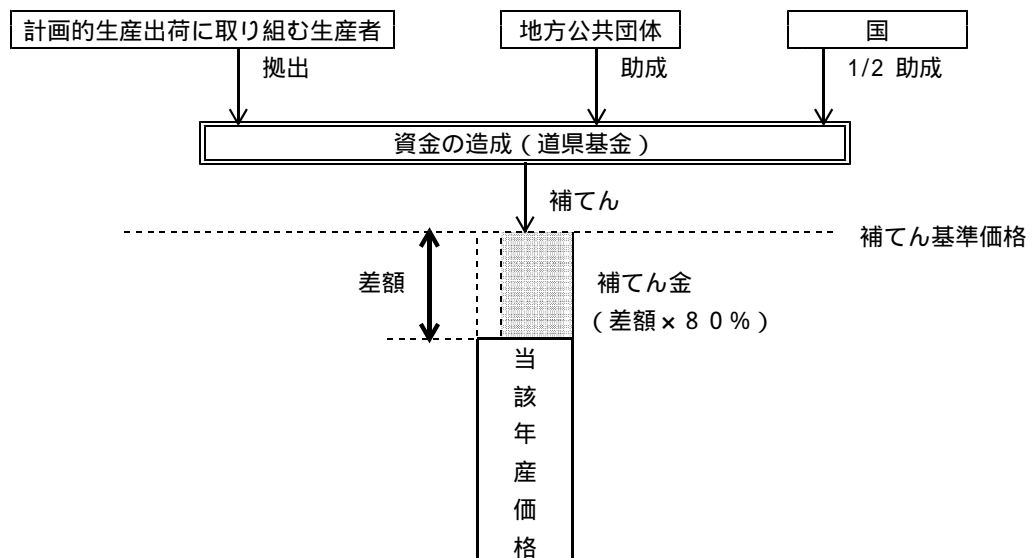 計画的生産出荷に取り組む生産者
地方公共団体
国
拠出
助成
1/2 助成
資金の造成（道県基金）
補てん
補てん基準価格
差額
補てん金
（差額×８０％）
当該年産価格